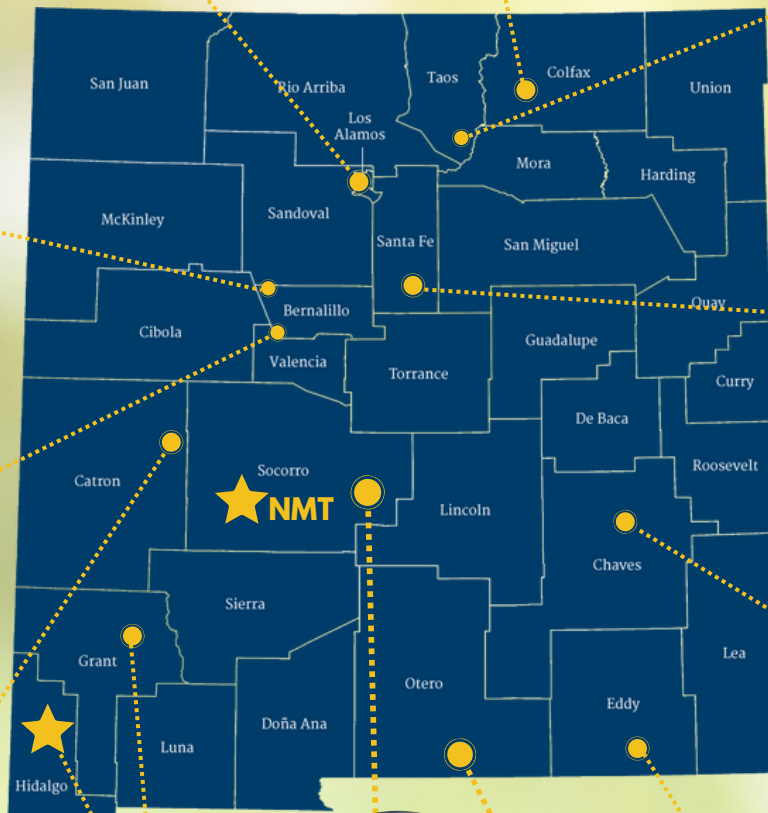 San Juan
Rio Arriba
Taos
Colfax
Union
Los
Alamos
Mora
Harding
McKinley
Sandoval
Santa Fe
San Miguel
Bernalillo
Quay
Cibola
Valencia
Guadalupe
Torrance
Curry
De Baca
Catron
Socorro
NMT
Lincoln
Roosevelt
Chaves
Sierra
Grant
Otero
Lea
Eddy
Doña Ana
Luna
Hidalgo